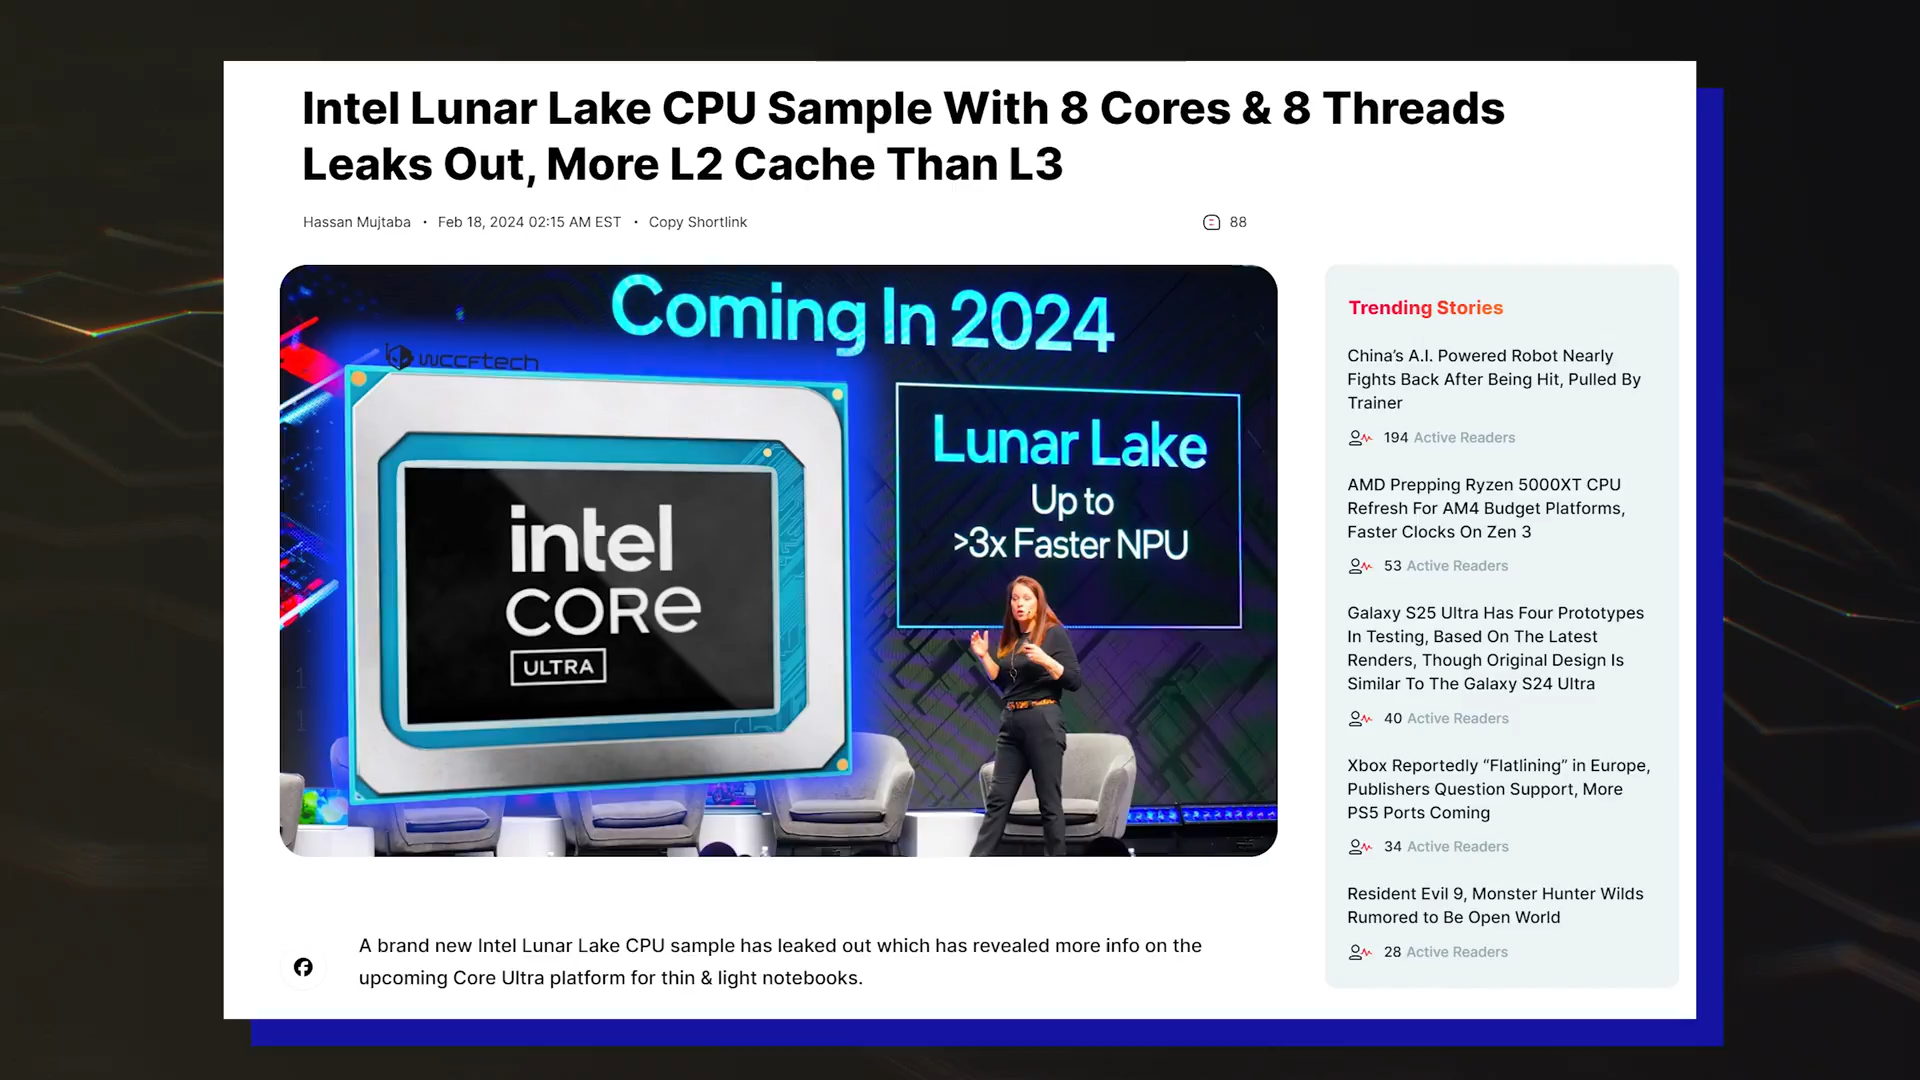 Intel Lunar Lake CPU Sample With 8 Cores & 8 Threads
Leaks Out, More L2 Cache Than L3
Hassan Mujtaba • Feb 18, 2024 02:15 AM EST • Copy Shortlink
88
Coming In 2024
wccftech
Lunar Lake
Up to
>3x Faster NPU
intel
CORE
ULTRA
A brand new Intel Lunar Lake CPU sample has leaked out which has revealed more info on the
upcoming Core Ultra platform for thin & light notebooks.
Trending Stories
China's A.I. Powered Robot Nearly
Fights Back After Being Hit, Pulled By
Trainer
194 Active Readers
AMD Prepping Ryzen 5000XT CPU
Refresh For AM4 Budget Platforms,
Faster Clocks On Zen 3
53 Active Readers
Galaxy S25 Ultra Has Four Prototypes
In Testing, Based On The Latest
Renders, Though Original Design Is
Similar To The Galaxy S24 Ultra
40 Active Readers
Xbox Reportedly “Flatlining” in Europe,
Publishers Question Support, More
PS5 Ports Coming
34 Active Readers
Resident Evil 9, Monster Hunter Wilds
Rumored to Be Open World
28 Active Readers